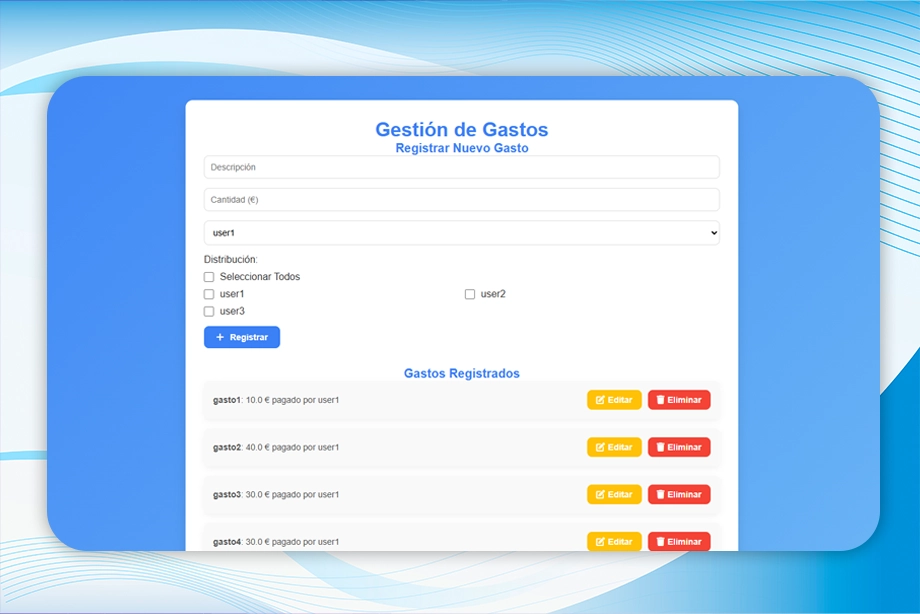 Gestión de Gastos
Registrar Nuevo Gasto
Descripción
Cantidad (€)
user1
Distribución:
Seleccionar Todos
user1
user2
user3
+ Registrar
Gastos Registrados
gasto1: 10.0 € pagado por user1 Editar Eliminar
gasto2: 40.0 € pagado por user1 Editar Eliminar
gasto3: 30.0 € pagado por user1 Editar Eliminar
gasto4: 30.0 € pagado por user1 Editar Eliminar